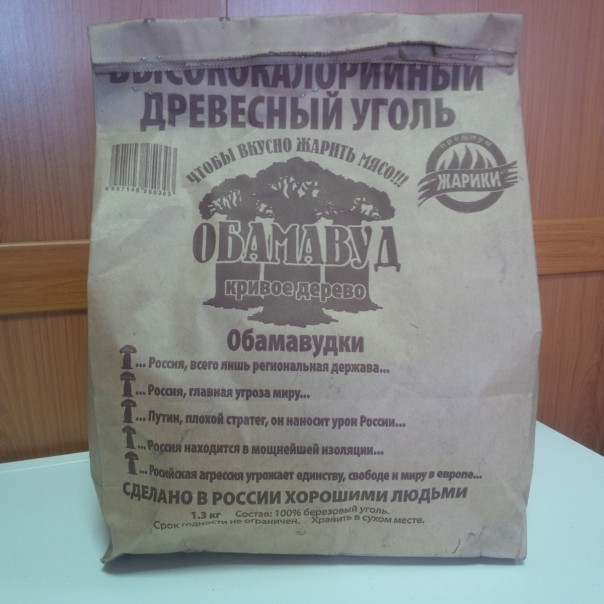 ВЫСОКОКАЛОРИЙНЫЙ
ДРЕВЕСНЫЙ УГОЛЬ
ЧТОБЫ ВКУСНО ЖАРИТЬ МЯСО!!!
премиум
ЖАРИКИ
ОБАМАВУД
кривое дерево
Обамавудки
... Россия, всего лишь региональная держава...
... Россия, главная угроза миру...
... Путин, плохой стратег, он наносит урон России...
... Россия находится в мощнейшей изоляции...
... Росийская агрессия угрожает единству, свободе и миру в европе...
СДЕЛАНО В РОССИИ ХОРОШИМИ ЛЮДЬМИ
1.3 кг Состав: 100% березовый уголь.
Срок годности не ограничен. Хранить в сухом месте.